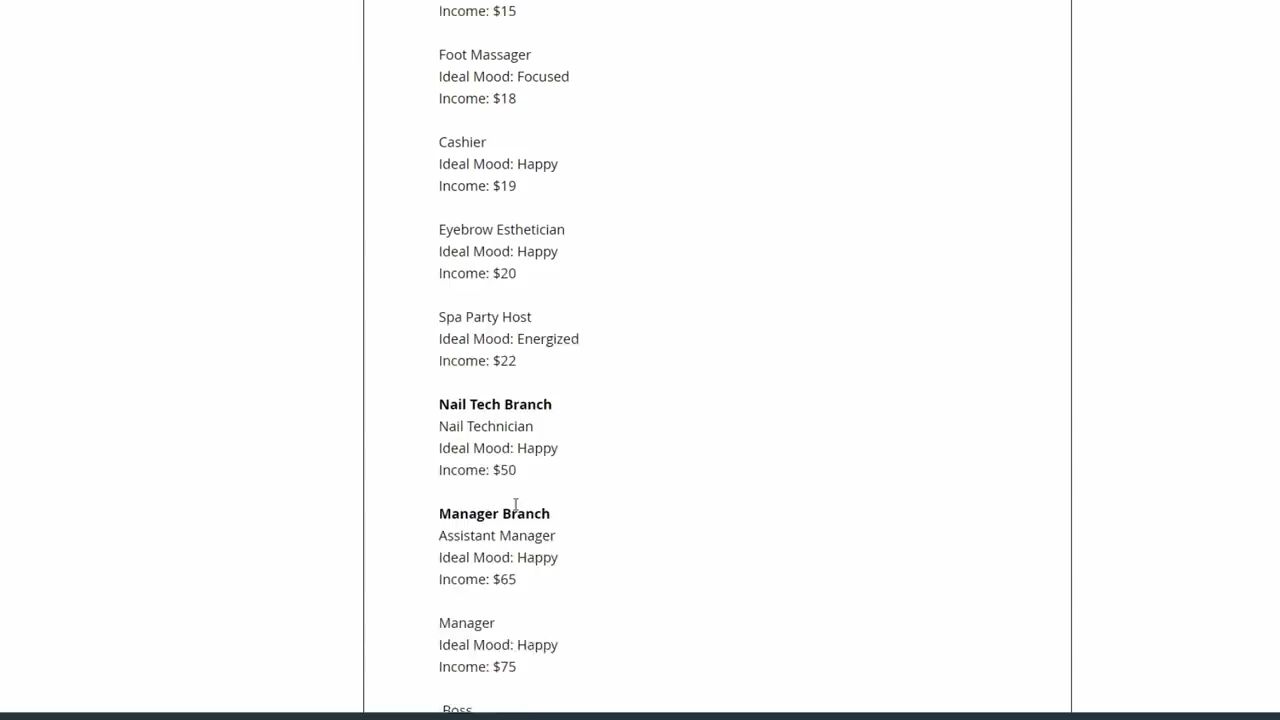 Income: $15
Foot Massager
Ideal Mood: Focused
Income: $18
Cashier
Ideal Mood: Happy
Income: $19
Eyebrow Esthetician
Ideal Mood: Happy
Income: $20
Spa Party Host
Ideal Mood: Energized
Income: $22
Nail Tech Branch
Nail Technician
Ideal Mood: Happy
Income: $50
Manager Branch
Assistant Manager
Ideal Mood: Happy
Income: $65
Manager
Ideal Mood: Happy
Income: $75
Boss